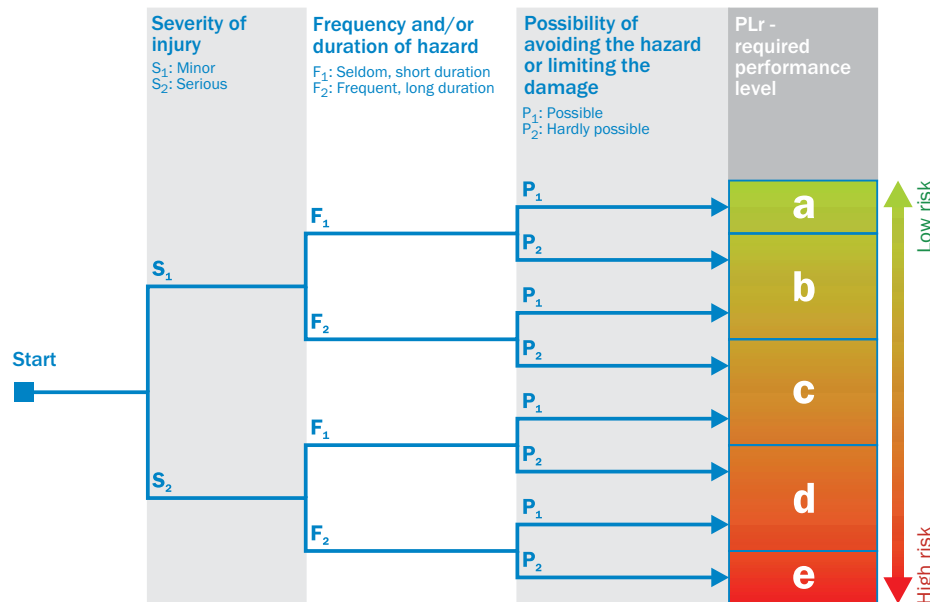 Severity of
injury
S₁: Minor
S₂: Serious
Frequency and/or
duration of hazard
F₁: Seldom, short duration
F₂: Frequent, long duration
Possibility of
avoiding the hazard
or limiting the
damage
P₁: Possible
P₂: Hardly possible
PLr -
required
performance
level
Start
S₁
S₂
F₁
F₂
F₁
F₂
P₁
P₂
P₁
P₂
P₁
P₂
P₁
P₂
a
b
c
d
e
Low risk
High risk